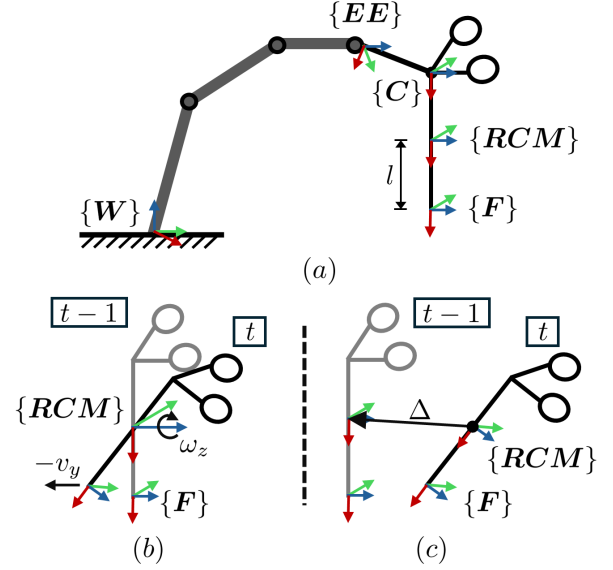 {EE}
{C}
{RCM}
l
{W}
{F}
(a)
t − 1
t
t − 1
t
{RCM}
ω_z
Δ
{RCM}
−v_y
{F}
{F}
(b)
(c)